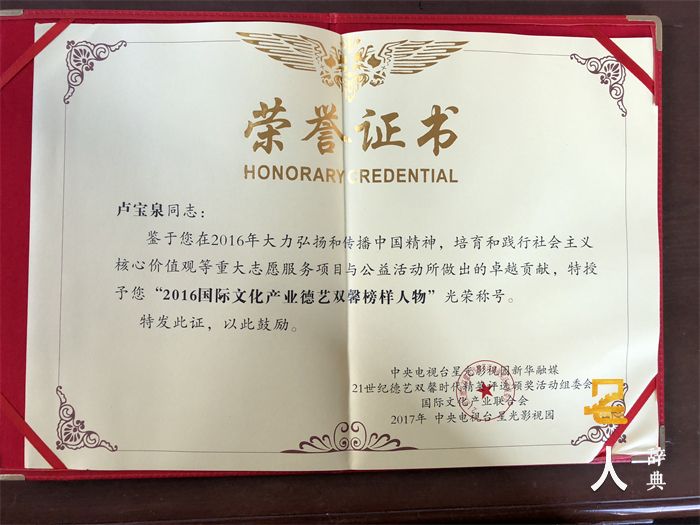 荣誉证书
HONORARY CREDENTIAL
卢宝泉同志：
鉴于您在2016年大力弘扬和传播中国精神，培育和践行社会主义
核心价值观等重大志愿服务项目与公益活动所做出的卓越贡献，特授
予您“2016国际文化产业德艺双馨榜样人物”光荣称号。
特发此证，以此鼓励。
中央电视台星光影视园新华融媒
21世纪德艺双馨时代精英评选颁奖活动组委会
国际文化产业联合会
2017年 中央电视台星光影视园
名人辞典